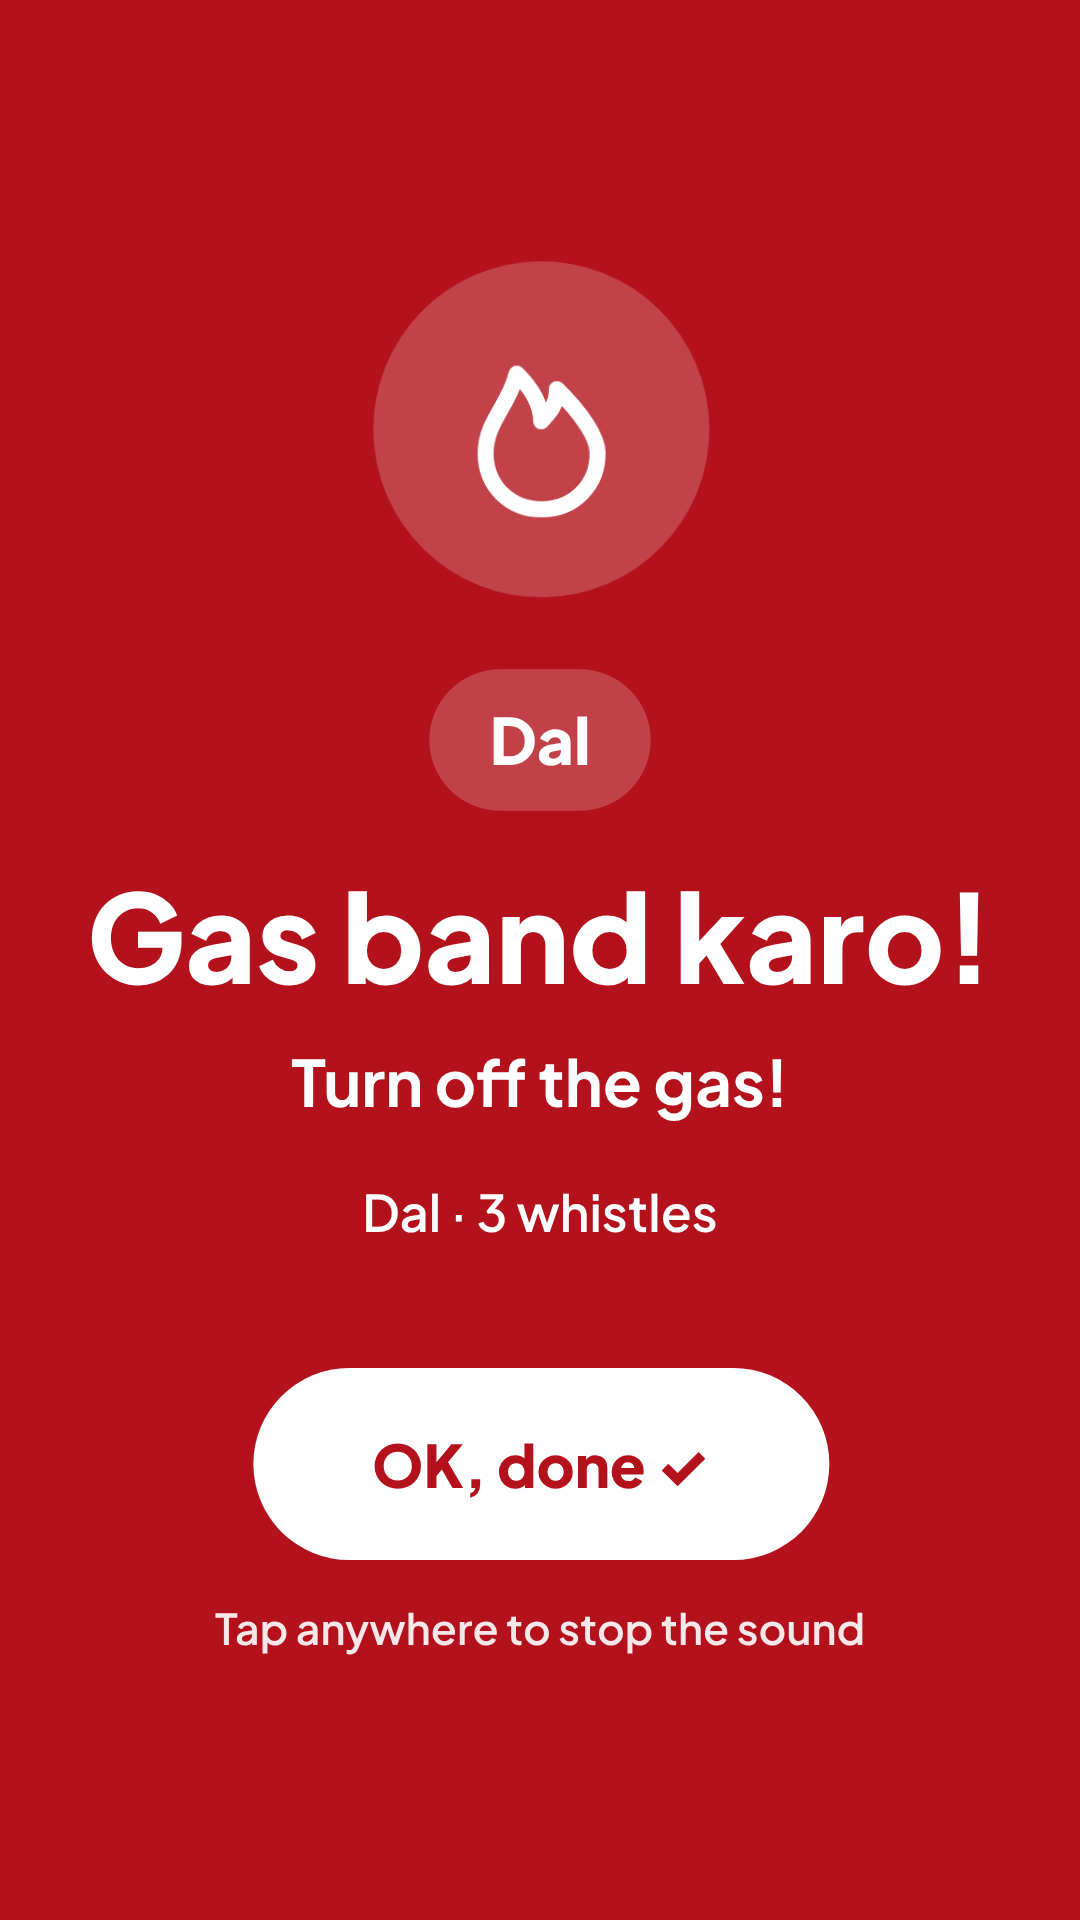 Dal
Gas band karo!
Turn off the gas!
Dal · 3 whistles
OK, done ✓
Tap anywhere to stop the sound